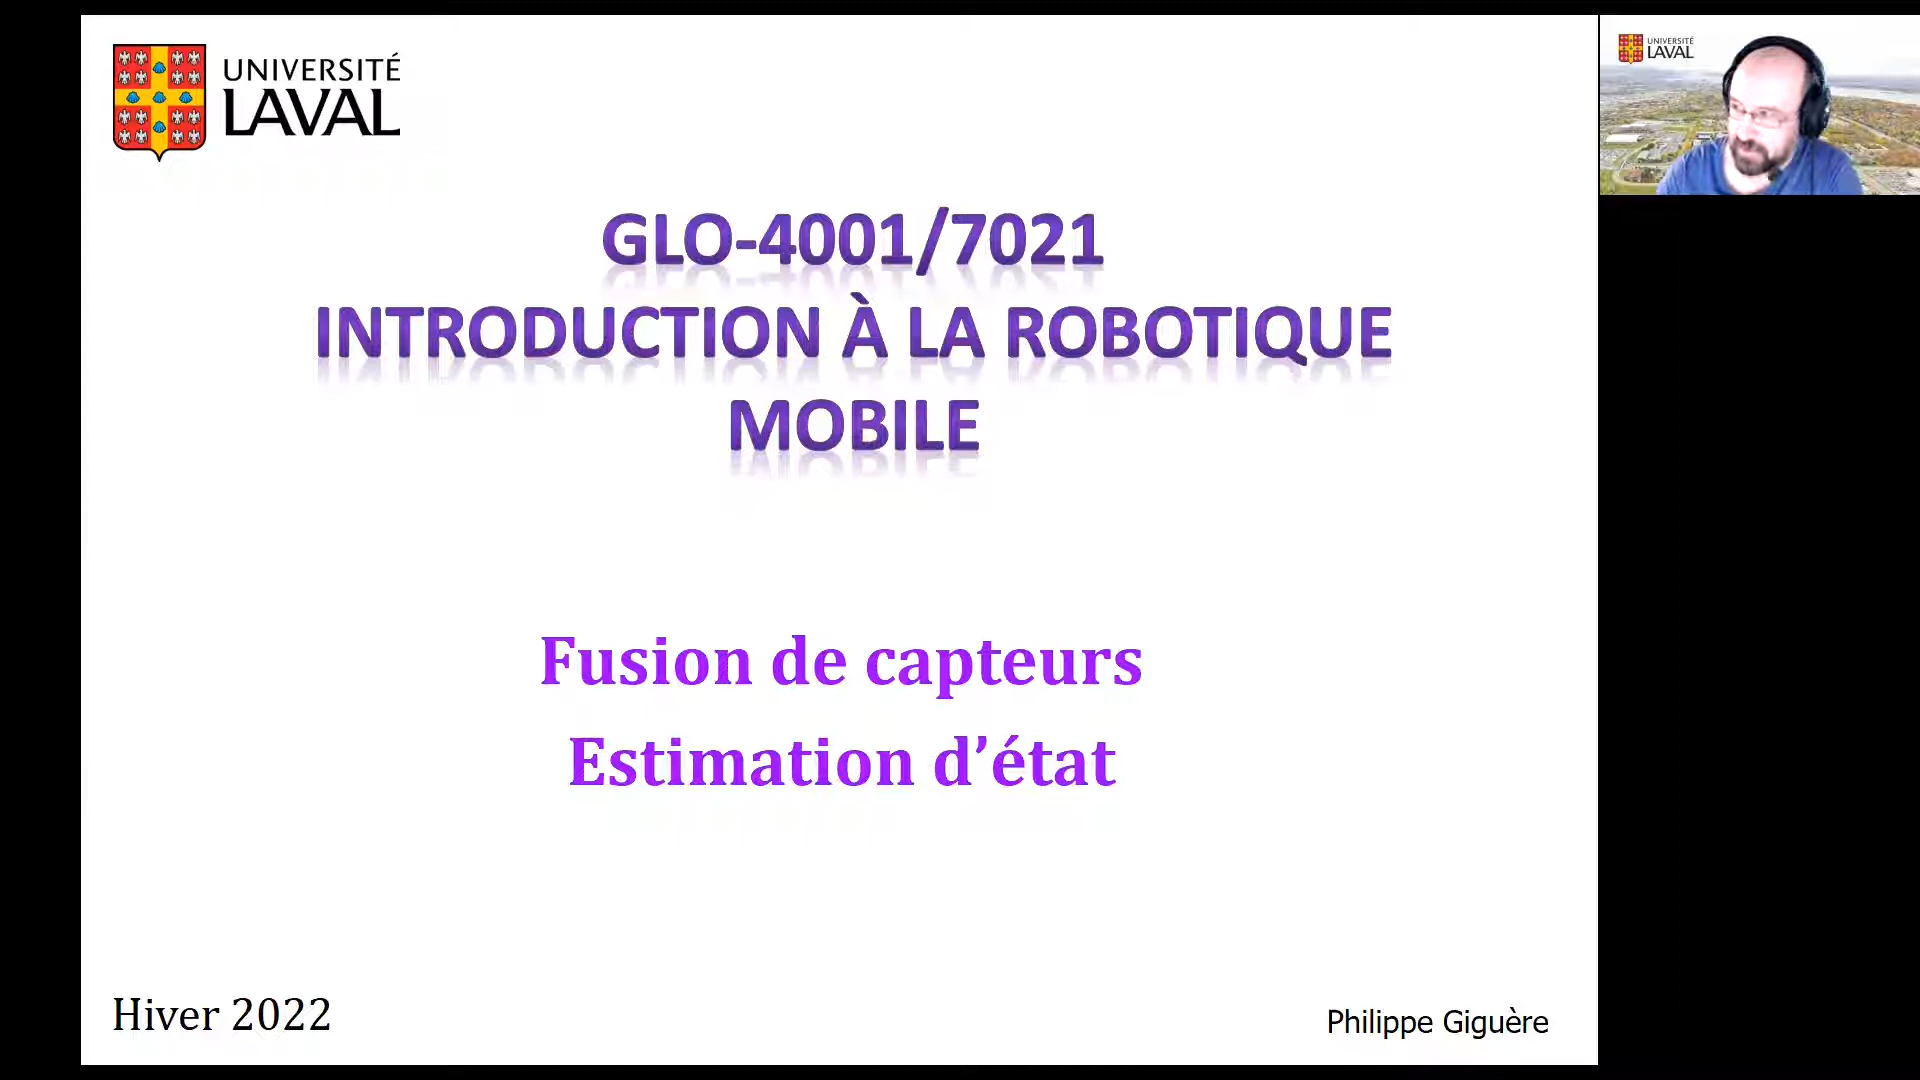 UNIVERSITÉ
LAVAL
GLO-4001/7021
INTRODUCTION À LA ROBOTIQUE
MOBILE
Fusion de capteurs
Estimation d’état
Hiver 2022
Philippe Giguère
UNIVERSITÉ
LAVAL